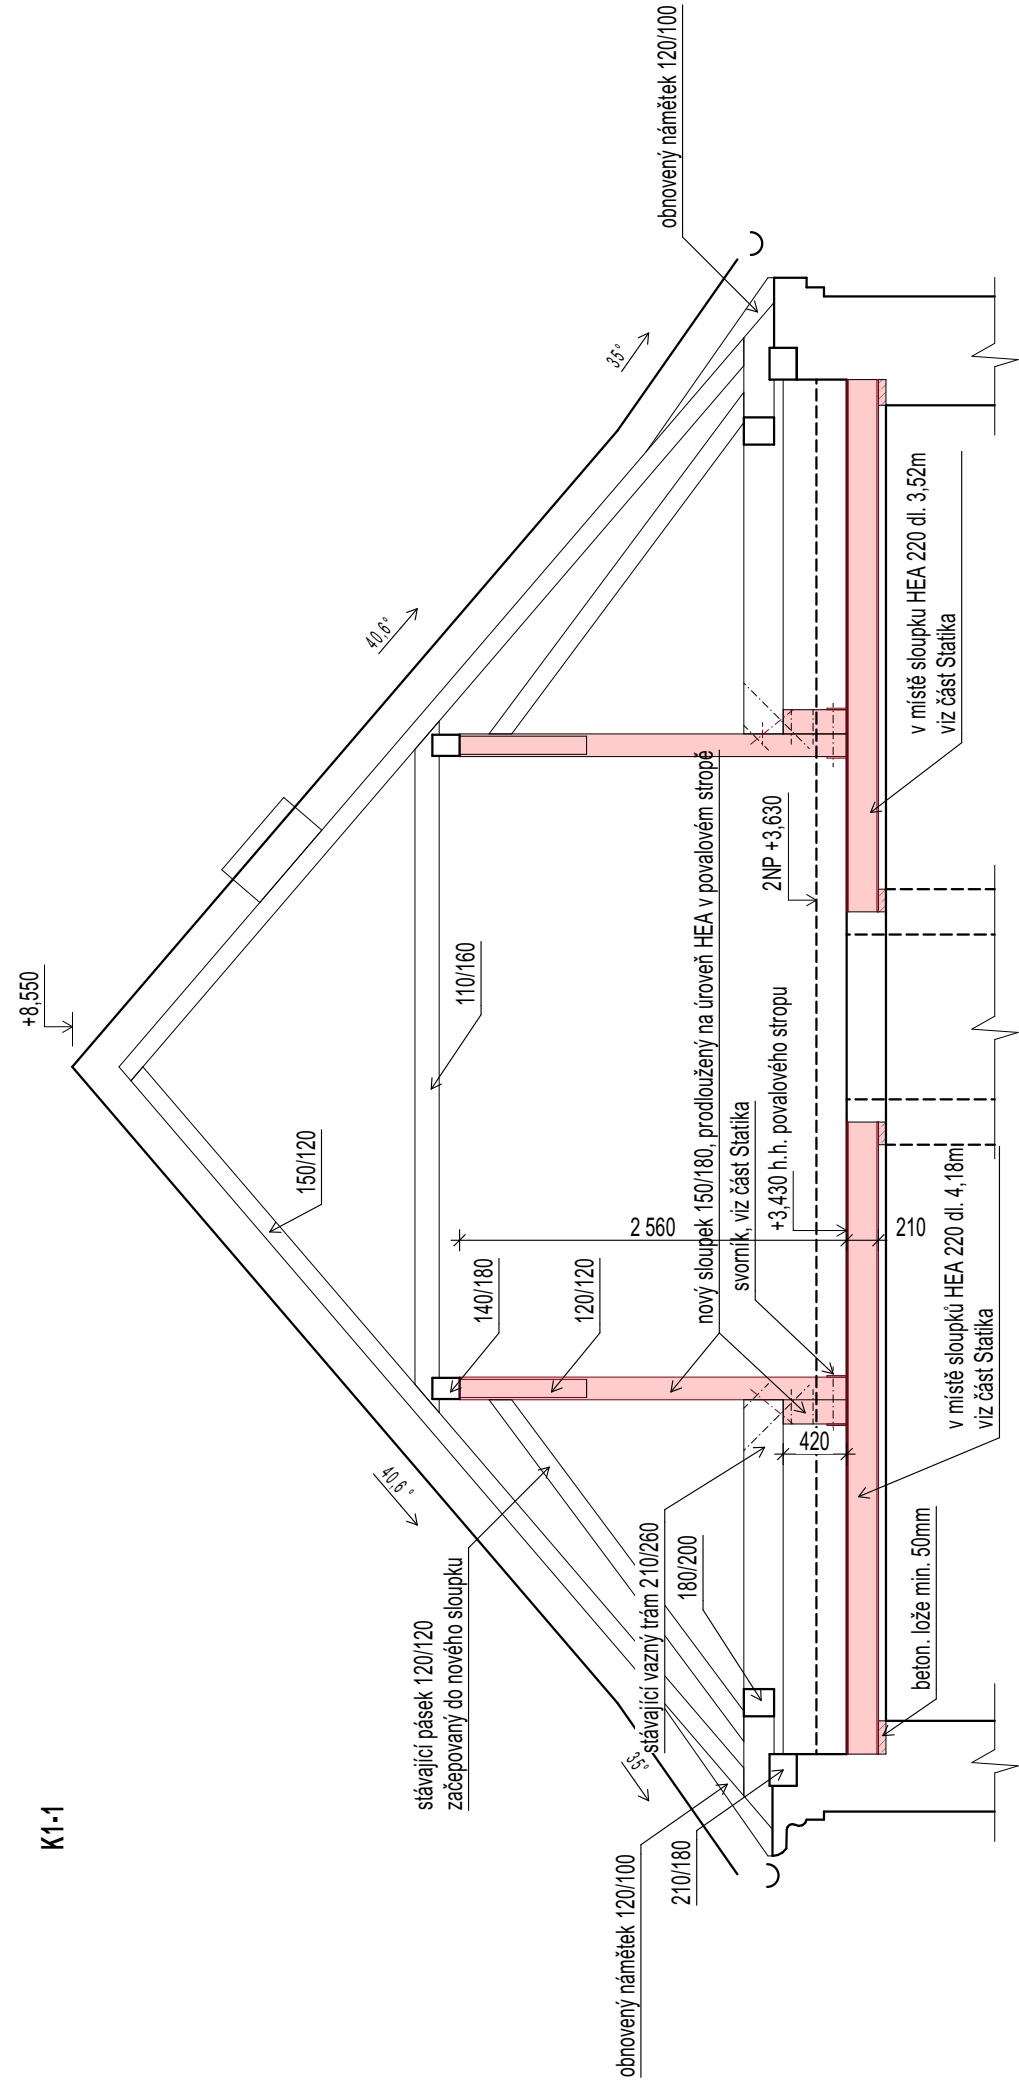 K1-1
+8,550
150/120
110/160
40,6°
40,6°
35°
35°
140/180
120/120
2 560
210
420
stávající pásek 120/120
začepovaný do nového sloupku
obnovený námětek 120/100
obnovený námětek 120/100
210/180
180/200
stávající vazný trám 210/260
nový sloupek 150/180, prodloužený na úroveň HEA v povalovém stropě
svorník, viz část Statika
+3,430 h.h. povalového stropu
2NP +3,630
beton. lože min. 50mm
v místě sloupků HEA 220 dl. 4,18m
viz část Statika
v místě sloupku HEA 220 dl. 3,52m
viz část Statika